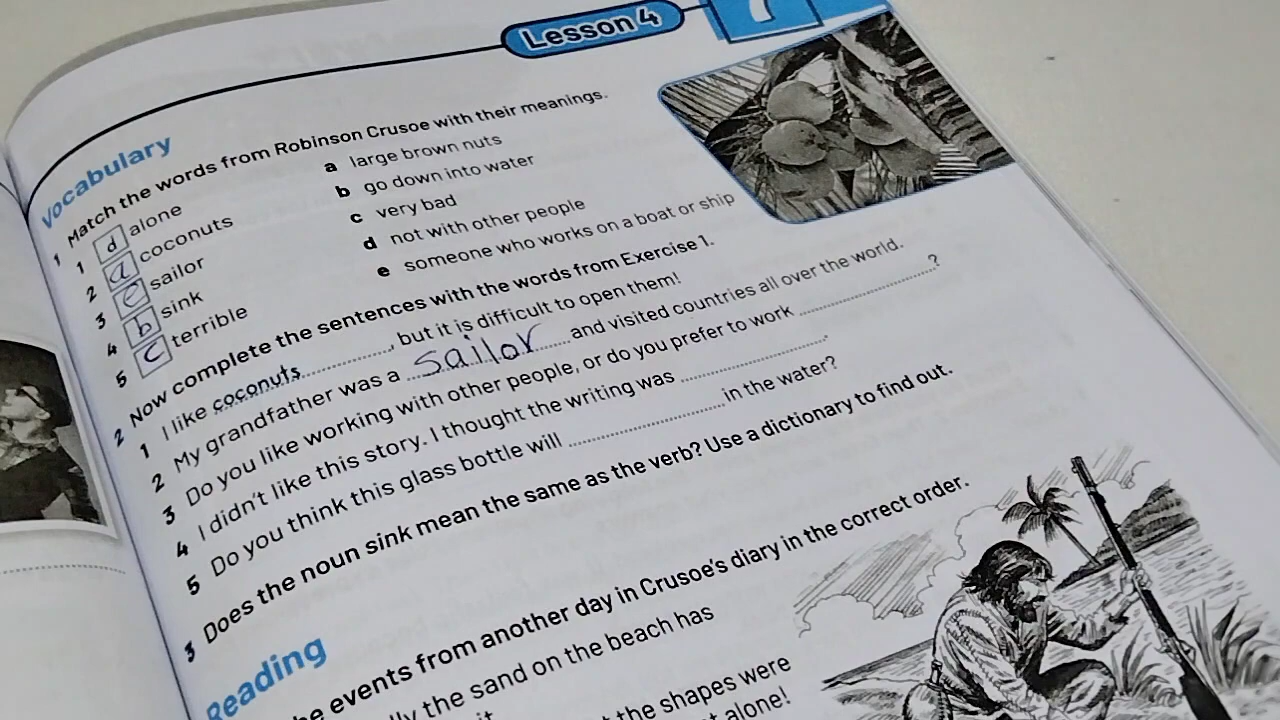 Lesson 4
7
Vocabulary
1 Match the words from Robinson Crusoe with their meanings.
1 d alone
2 a coconuts
3 e sailor
4 b sink
5 c terrible
a large brown nuts
b go down into water
c very bad
d not with other people
e someone who works on a boat or ship
2 Now complete the sentences with the words from Exercise 1.
1 I like coconuts, but it is difficult to open them!
2 My grandfather was a sailor and visited countries all over the world.
3 Do you like working with other people, or do you prefer to work ?
4 I didn't like this story. I thought the writing was .
5 Do you think this glass bottle will in the water?
3 Does the noun sink mean the same as the verb? Use a dictionary to find out.
Reading
he events from another day in Crusoe's diary in the correct order.
lly the sand on the beach has
it
t the shapes were
t alone!